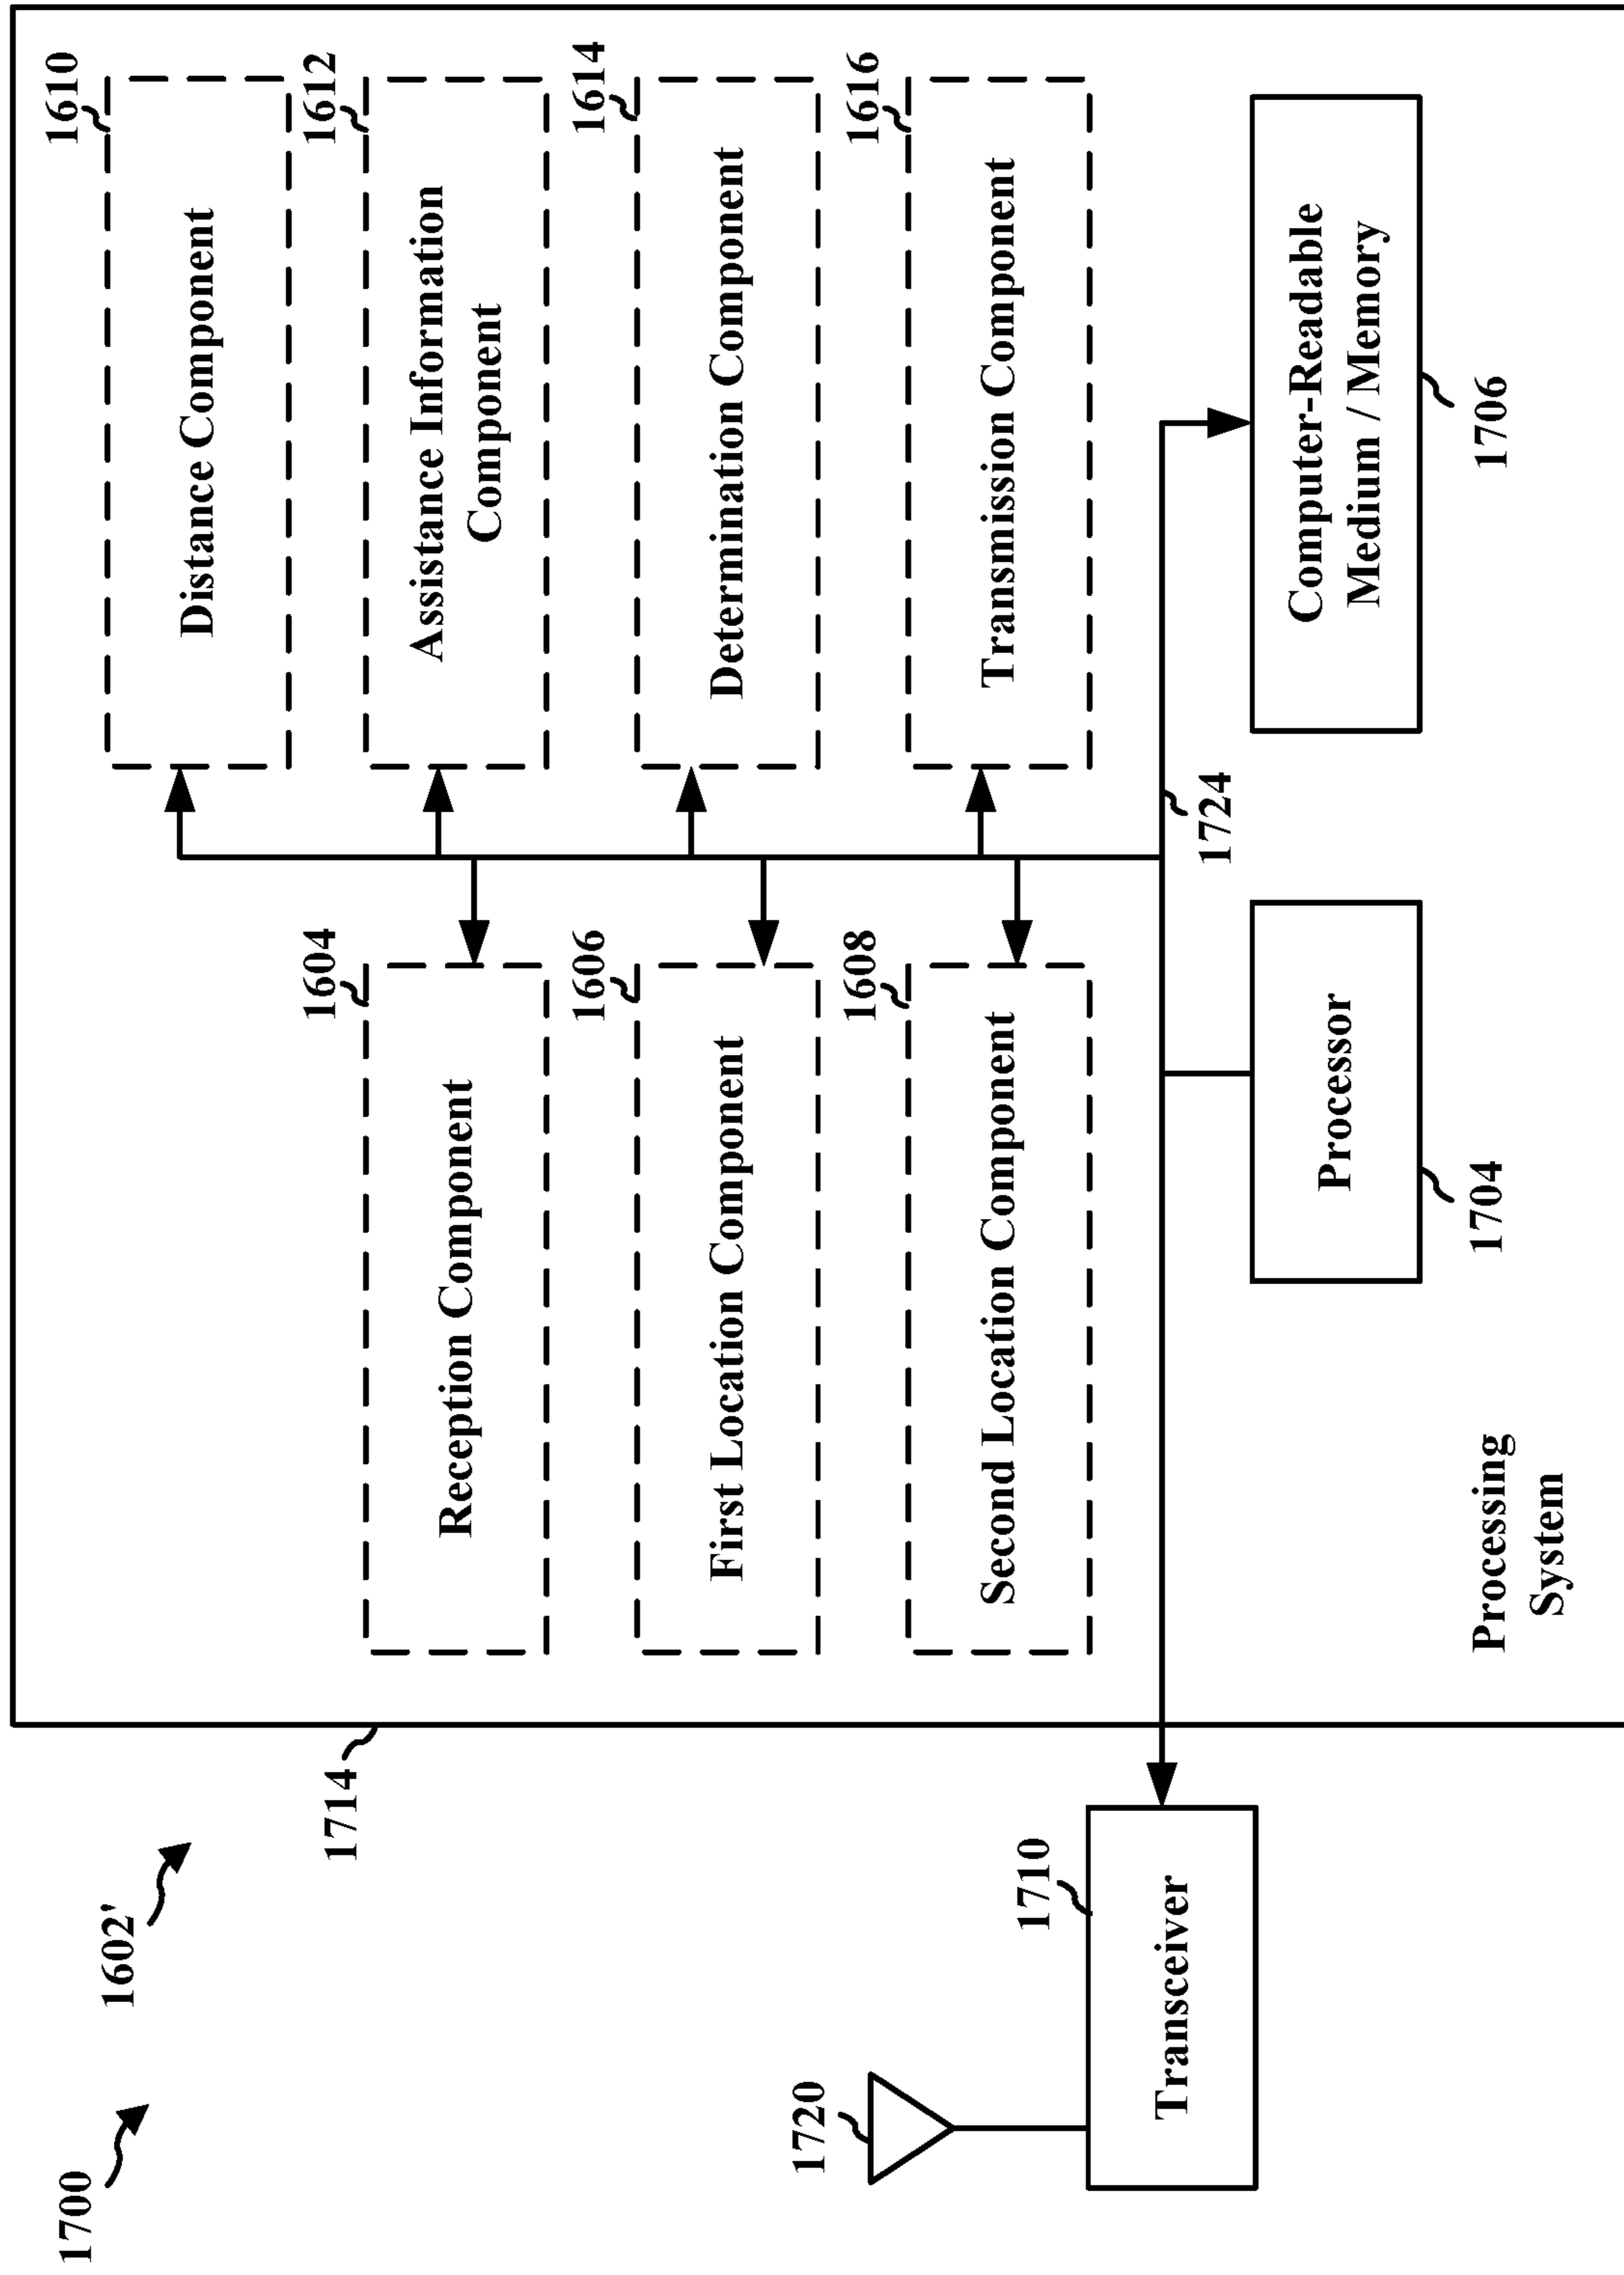 1700
1602'
1714
1610
Distance Component
1604
Reception Component
1612
Assistance Information
Component
1606
First Location Component
1614
Determination Component
1608
Second Location Component
1616
Transmission Component
1720
1710
Transceiver
1724
Processor
1704
Computer-Readable
Medium / Memory
1706
Processing
System